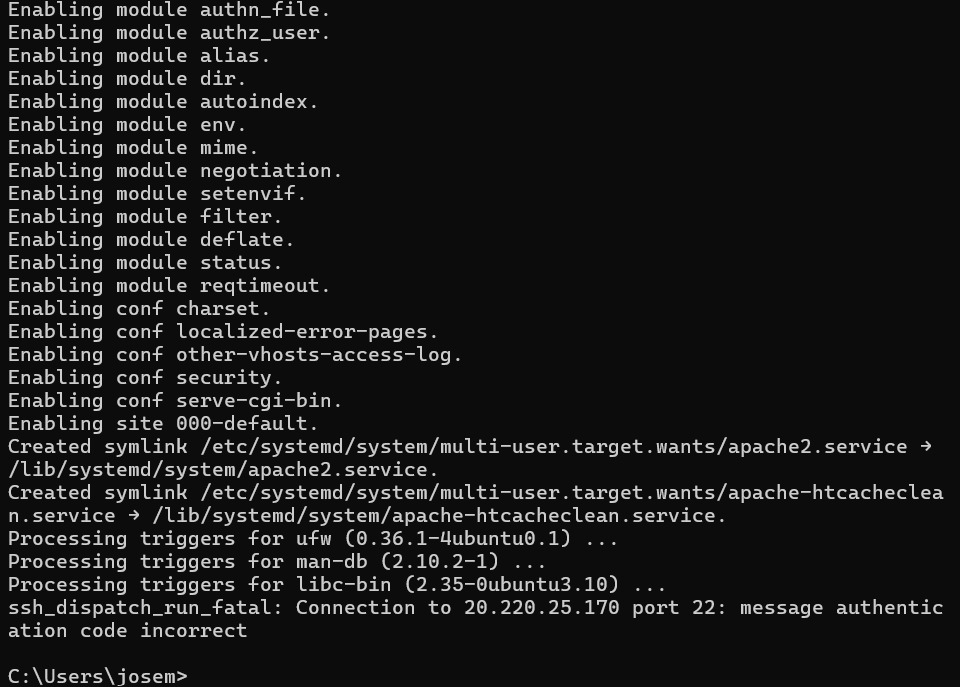 Enabling module authn_file.
Enabling module authz_user.
Enabling module alias.
Enabling module dir.
Enabling module autoindex.
Enabling module env.
Enabling module mime.
Enabling module negotiation.
Enabling module setenvif.
Enabling module filter.
Enabling module deflate.
Enabling module status.
Enabling module reqtimeout.
Enabling conf charset.
Enabling conf localized-error-pages.
Enabling conf other-vhosts-access-log.
Enabling conf security.
Enabling conf serve-cgi-bin.
Enabling site 000-default.
Created symlink /etc/systemd/system/multi-user.target.wants/apache2.service →
/lib/systemd/system/apache2.service.
Created symlink /etc/systemd/system/multi-user.target.wants/apache-htcacheclea
n.service → /lib/systemd/system/apache-htcacheclean.service.
Processing triggers for ufw (0.36.1-4ubuntu0.1) ...
Processing triggers for man-db (2.10.2-1) ...
Processing triggers for libc-bin (2.35-0ubuntu3.10) ...
ssh_dispatch_run_fatal: Connection to 20.220.25.170 port 22: message authentic
ation code incorrect

C:\Users\josem>